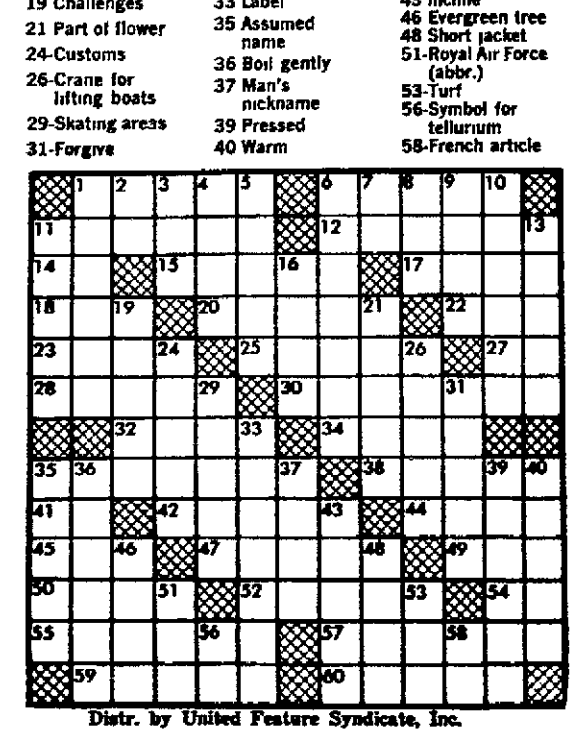 19 Challenges
21 Part of flower
24-Customs
26-Crane for
lifting boats
29-Skating areas
31-Forgive
33 Label
35 Assumed
name
36 Boil gently
37 Man's
nickname
39 Pressed
40 Warm
45 Incline
46 Evergreen tree
48 Short jacket
51-Royal Air Force
(abbr.)
53-Turf
56-Symbol for
tellurium
58-French article
1 2 3 4 5 6 7 8 9 10
11 12 13
14 15 16 17
18 19 20 21 22
23 24 25 26 27
28 29 30 31
32 33 34
35 36 37 38 39 40
41 42 43 44
45 46 47 48 49
50 51 52 53 54
55 56 57 58
59 60
Distr. by United Feature Syndicate, Inc.